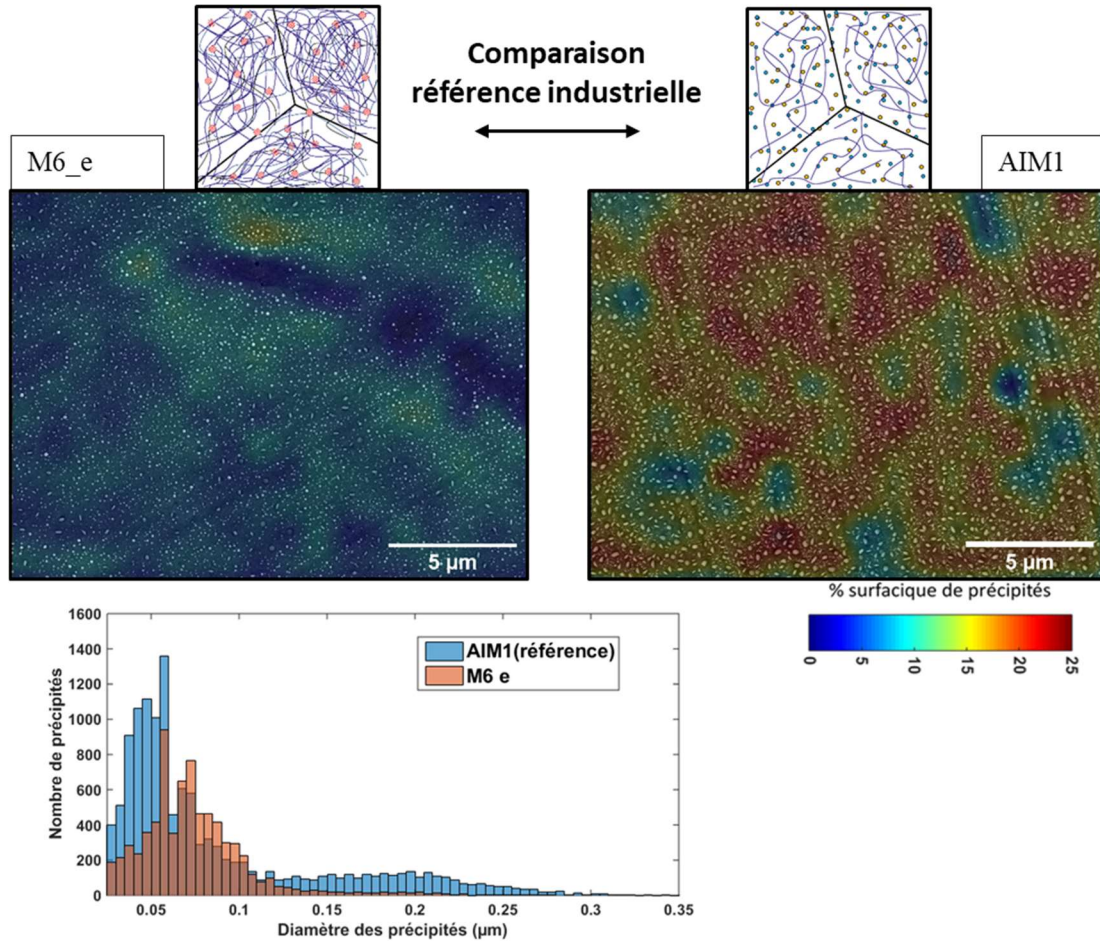 Comparaison
référence industrielle
M6_e
AIM1
5 µm
5 µm
% surfacique de précipités
0
5
10
15
20
25
1600
1400
1200
1000
800
600
400
200
0
Nombre de précipités
AIM1(référence)
M6 e
0.05
0.1
0.15
0.2
0.25
0.3
0.35
Diamètre des précipités (µm)